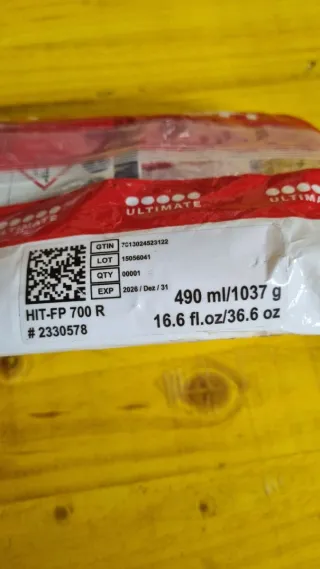 ULTIMATE
ULTIMATE
ULTIM
GTIN 7613024523122
LOT 15056041
QTY 00001
EXP 2026 / Dez / 31
490 ml/1037 g
HIT-FP 700 R
16.6 fl.oz/36.6 oz
# 2330578